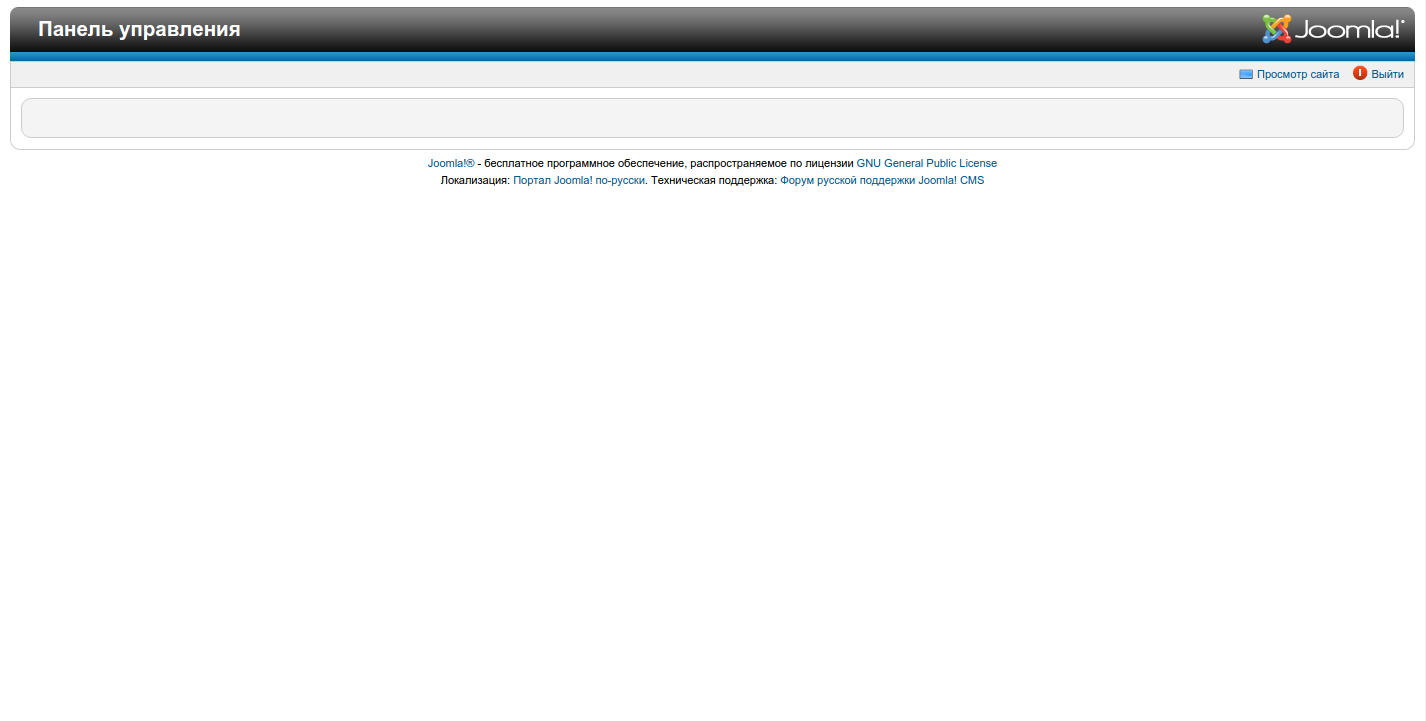 Панель управления
Joomla!®
Просмотр сайта Выйти
Joomla!® - бесплатное программное обеспечение, распространяемое по лицензии GNU General Public License
Локализация: Портал Joomla! по-русски. Техническая поддержка: Форум русской поддержки Joomla! CMS